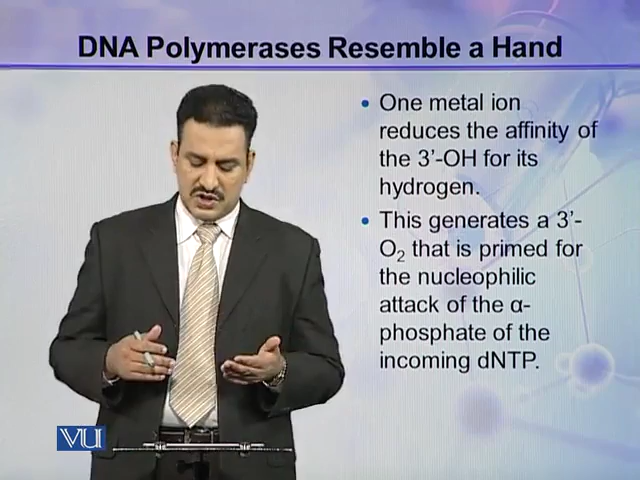 DNA Polymerases Resemble a Hand
• One metal ion
reduces the affinity of
the 3’-OH for its
hydrogen.
• This generates a 3’-
O₂ that is primed for
the nucleophilic
attack of the α-
phosphate of the
incoming dNTP.
VU